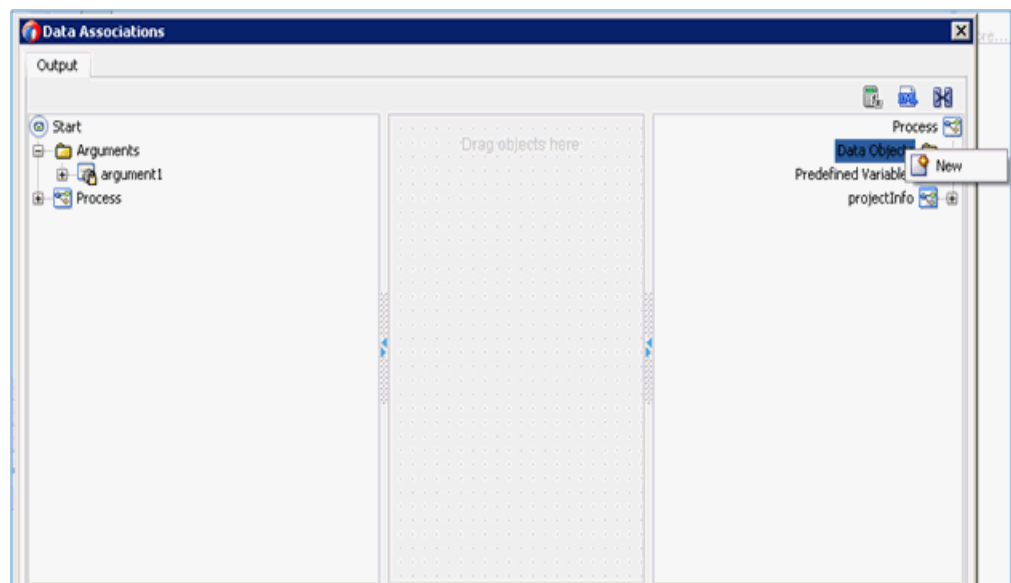 Data Associations
Output
Start
Arguments
argument1
Process
Drag objects here
Process
Data Object
New
Predefined Variable
projectInfo